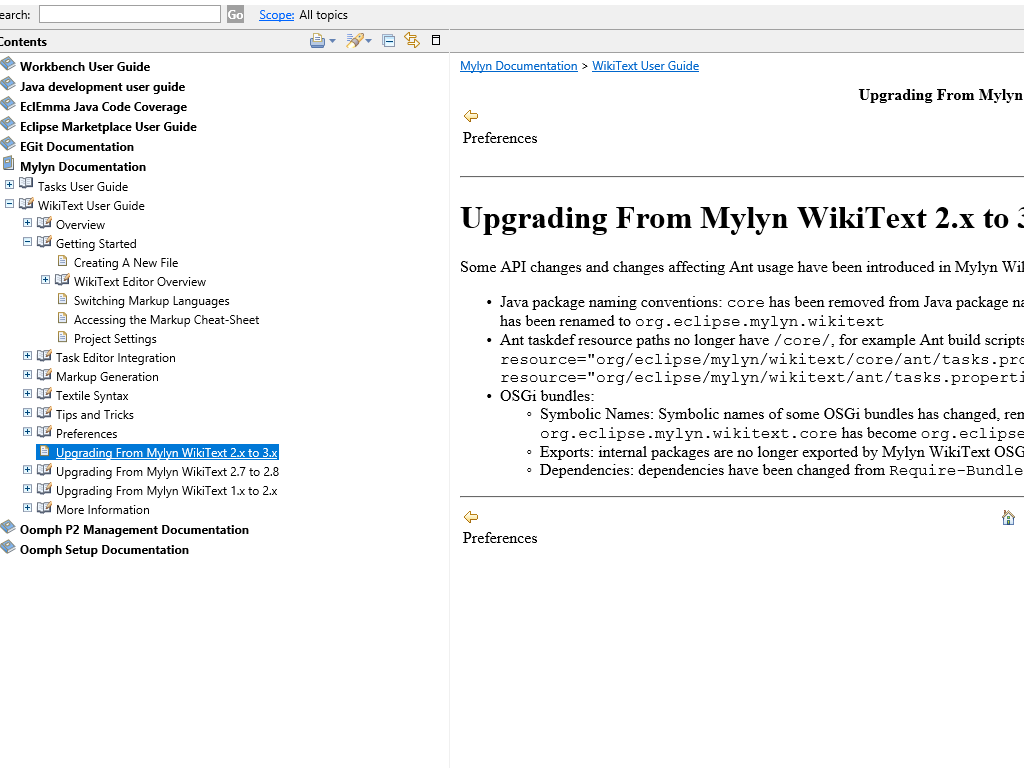 earch:
Go
Scope: All topics
Contents
Workbench User Guide
Java development user guide
EclEmma Java Code Coverage
Eclipse Marketplace User Guide
EGit Documentation
Mylyn Documentation
Tasks User Guide
WikiText User Guide
Overview
Getting Started
Creating A New File
WikiText Editor Overview
Switching Markup Languages
Accessing the Markup Cheat-Sheet
Project Settings
Task Editor Integration
Markup Generation
Textile Syntax
Tips and Tricks
Preferences
Upgrading From Mylyn WikiText 2.x to 3.x
Upgrading From Mylyn WikiText 2.7 to 2.8
Upgrading From Mylyn WikiText 1.x to 2.x
More Information
Oomph P2 Management Documentation
Oomph Setup Documentation
Mylyn Documentation > WikiText User Guide
Upgrading From Mylyn
Preferences
Upgrading From Mylyn WikiText 2.x to 3
Some API changes and changes affecting Ant usage have been introduced in Mylyn Wi
• Java package naming conventions: core has been removed from Java package na
has been renamed to org.eclipse.mylyn.wikitext
• Ant taskdef resource paths no longer have /core/, for example Ant build scripts
resource="org/eclipse/mylyn/wikitext/core/ant/tasks.pro
resource="org/eclipse/mylyn/wikitext/ant/tasks.properti
• OSGi bundles:
◦ Symbolic Names: Symbolic names of some OSGi bundles has changed, ren
org.eclipse.mylyn.wikitext.core has become org.eclipse
◦ Exports: internal packages are no longer exported by Mylyn WikiText OSG
◦ Dependencies: dependencies have been changed from Require-Bundle
Preferences